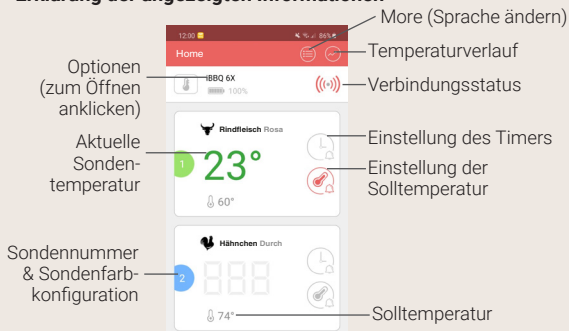 Erklärung der angezeigten Informationen
More (Sprache ändern)
12:00 86%
Home
Temperaturverlauf
Optionen
(zum Öffnen
anklicken)
iBBQ 6X
100%
Verbindungsstatus
Rindfleisch Rosa
Aktuelle
Sonden-
temperatur
1
23°
60°
Einstellung des Timers
Einstellung der
Solltemperatur
Hähnchen Durch
Sondennummer
& Sondenfarb-
konfiguration
2
888
74°
Solltemperatur